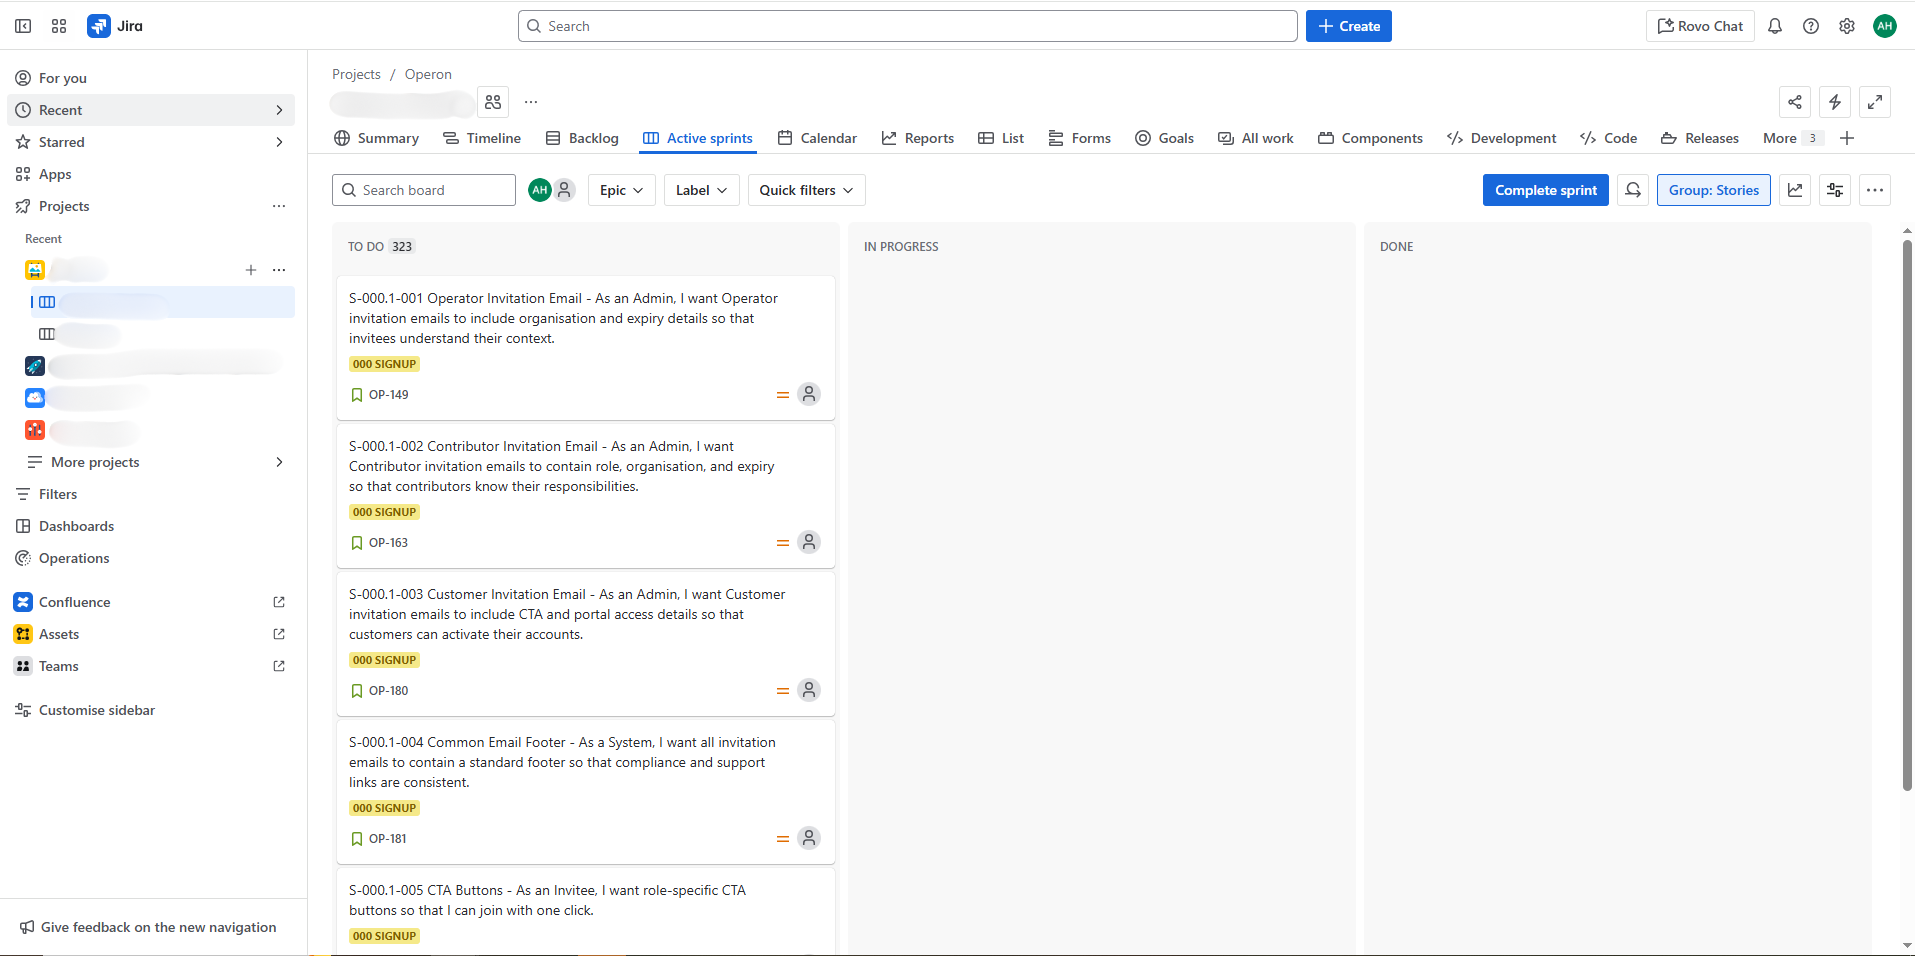 Jira
Search
Create
Rovo Chat
AH
For you
Recent
Starred
Apps
Projects
Recent
More projects
Filters
Dashboards
Operations
Confluence
Assets
Teams
Customise sidebar
Give feedback on the new navigation
Projects / Operon
Summary
Timeline
Backlog
Active sprints
Calendar
Reports
List
Forms
Goals
All work
Components
Development
Code
Releases
More 3
Search board
AH
Epic
Label
Quick filters
Complete sprint
Group: Stories
TO DO 323
S-000.1-001 Operator Invitation Email - As an Admin, I want Operator
invitation emails to include organisation and expiry details so that
invitees understand their context.
000 SIGNUP
OP-149
S-000.1-002 Contributor Invitation Email - As an Admin, I want
Contributor invitation emails to contain role, organisation, and expiry
so that contributors know their responsibilities.
000 SIGNUP
OP-163
S-000.1-003 Customer Invitation Email - As an Admin, I want Customer
invitation emails to include CTA and portal access details so that
customers can activate their accounts.
000 SIGNUP
OP-180
S-000.1-004 Common Email Footer - As a System, I want all invitation
emails to contain a standard footer so that compliance and support
links are consistent.
000 SIGNUP
OP-181
S-000.1-005 CTA Buttons - As an Invitee, I want role-specific CTA
buttons so that I can join with one click.
000 SIGNUP
IN PROGRESS
DONE